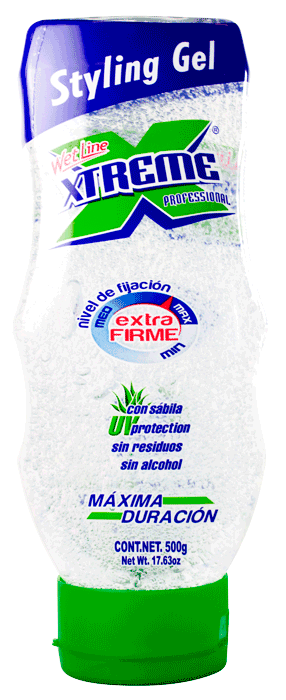 Styling Gel
Wet Line
XTREME
®
PROFESSIONAL
nivel de fijación
MED
MAX
extra
FIRME
MIN
con sábila
UV protection
sin residuos
sin alcohol
MÁXIMA
DURACIÓN
CONT.NET. 500g
Net Wt. 17.63oz